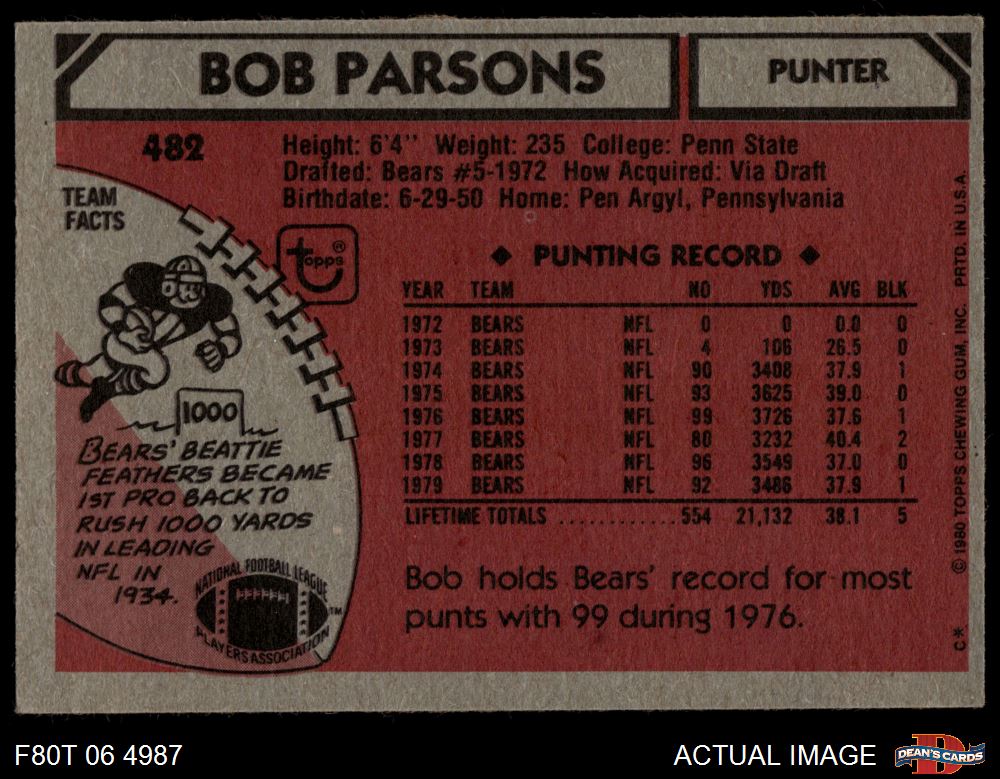 BOB PARSONS
PUNTER
482
Height: 6'4" Weight: 235 College: Penn State
Drafted: Bears #5-1972 How Acquired: Via Draft
Birthdate: 6-29-50 Home: Pen Argyl, Pennsylvania
TEAM
FACTS
topps ®
1000
BEARS' BEATTIE
FEATHERS BECAME
1ST PRO BACK TO
RUSH 1000 YARDS
IN LEADING
NFL IN
1934.
NATIONAL FOOTBALL LEAGUE
PLAYERS ASSOCIATION
TM
◆ PUNTING RECORD ◆
YEAR TEAM NO YDS AVG BLK
1972 BEARS NFL 0 0 0.0 0
1973 BEARS NFL 4 106 26.5 0
1974 BEARS NFL 90 3408 37.9 1
1975 BEARS NFL 93 3625 39.0 0
1976 BEARS NFL 99 3726 37.6 1
1977 BEARS NFL 80 3232 40.4 2
1978 BEARS NFL 96 3549 37.0 0
1979 BEARS NFL 92 3486 37.9 1
LIFETIME TOTALS ............ 554 21,132 38.1 5
Bob holds Bears' record for most
punts with 99 during 1976.
© 1980 TOPPS CHEWING GUM, INC. PRTD. IN U.S.A.
C*
F80T 06 4987
ACTUAL IMAGE
D
DEAN'S CARDS